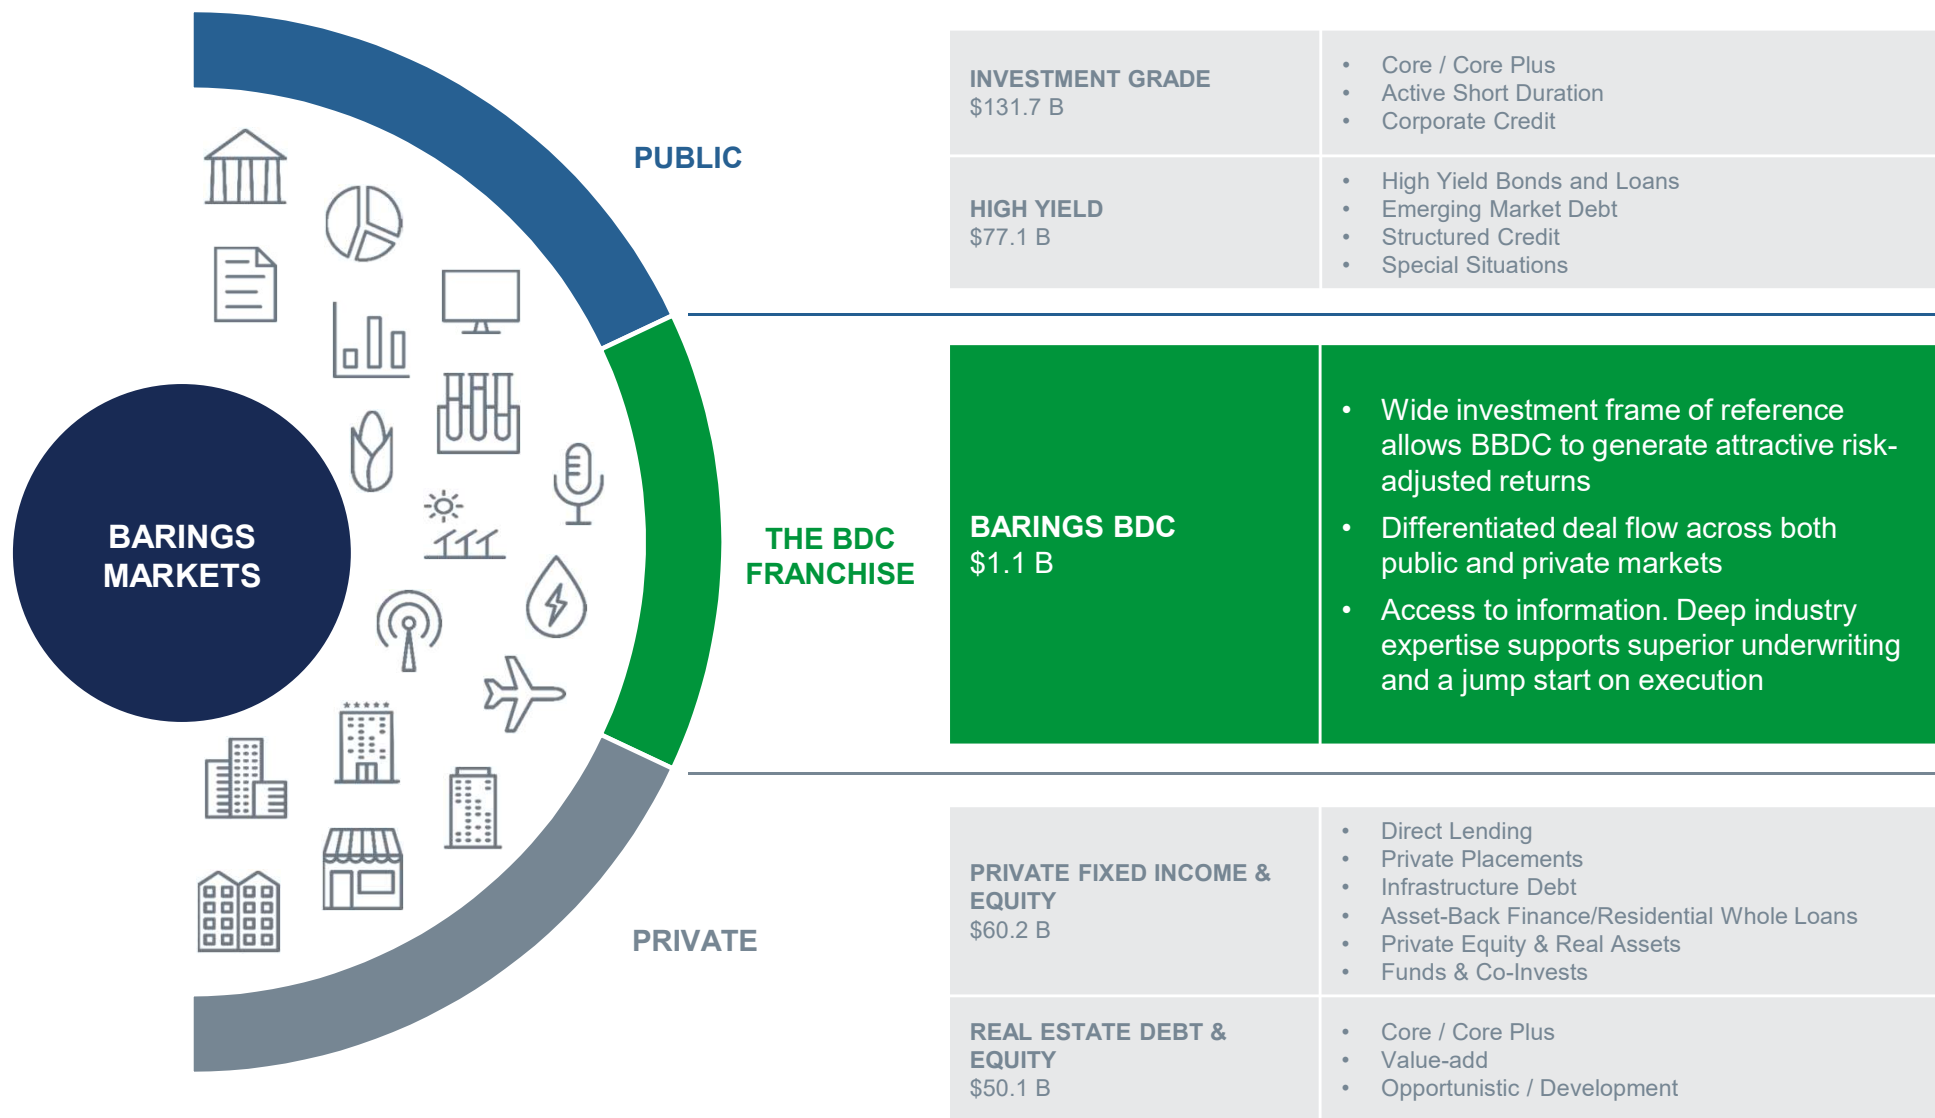 BARINGS
MARKETS
PUBLIC
INVESTMENT GRADE
$131.7 B
• Core / Core Plus
• Active Short Duration
• Corporate Credit
HIGH YIELD
$77.1 B
• High Yield Bonds and Loans
• Emerging Market Debt
• Structured Credit
• Special Situations
THE BDC
FRANCHISE
BARINGS BDC
$1.1 B
• Wide investment frame of reference
allows BBDC to generate attractive risk-
adjusted returns
• Differentiated deal flow across both
public and private markets
• Access to information. Deep industry
expertise supports superior underwriting
and a jump start on execution
PRIVATE
PRIVATE FIXED INCOME &
EQUITY
$60.2 B
• Direct Lending
• Private Placements
• Infrastructure Debt
• Asset-Back Finance/Residential Whole Loans
• Private Equity & Real Assets
• Funds & Co-Invests
REAL ESTATE DEBT &
EQUITY
$50.1 B
• Core / Core Plus
• Value-add
• Opportunistic / Development